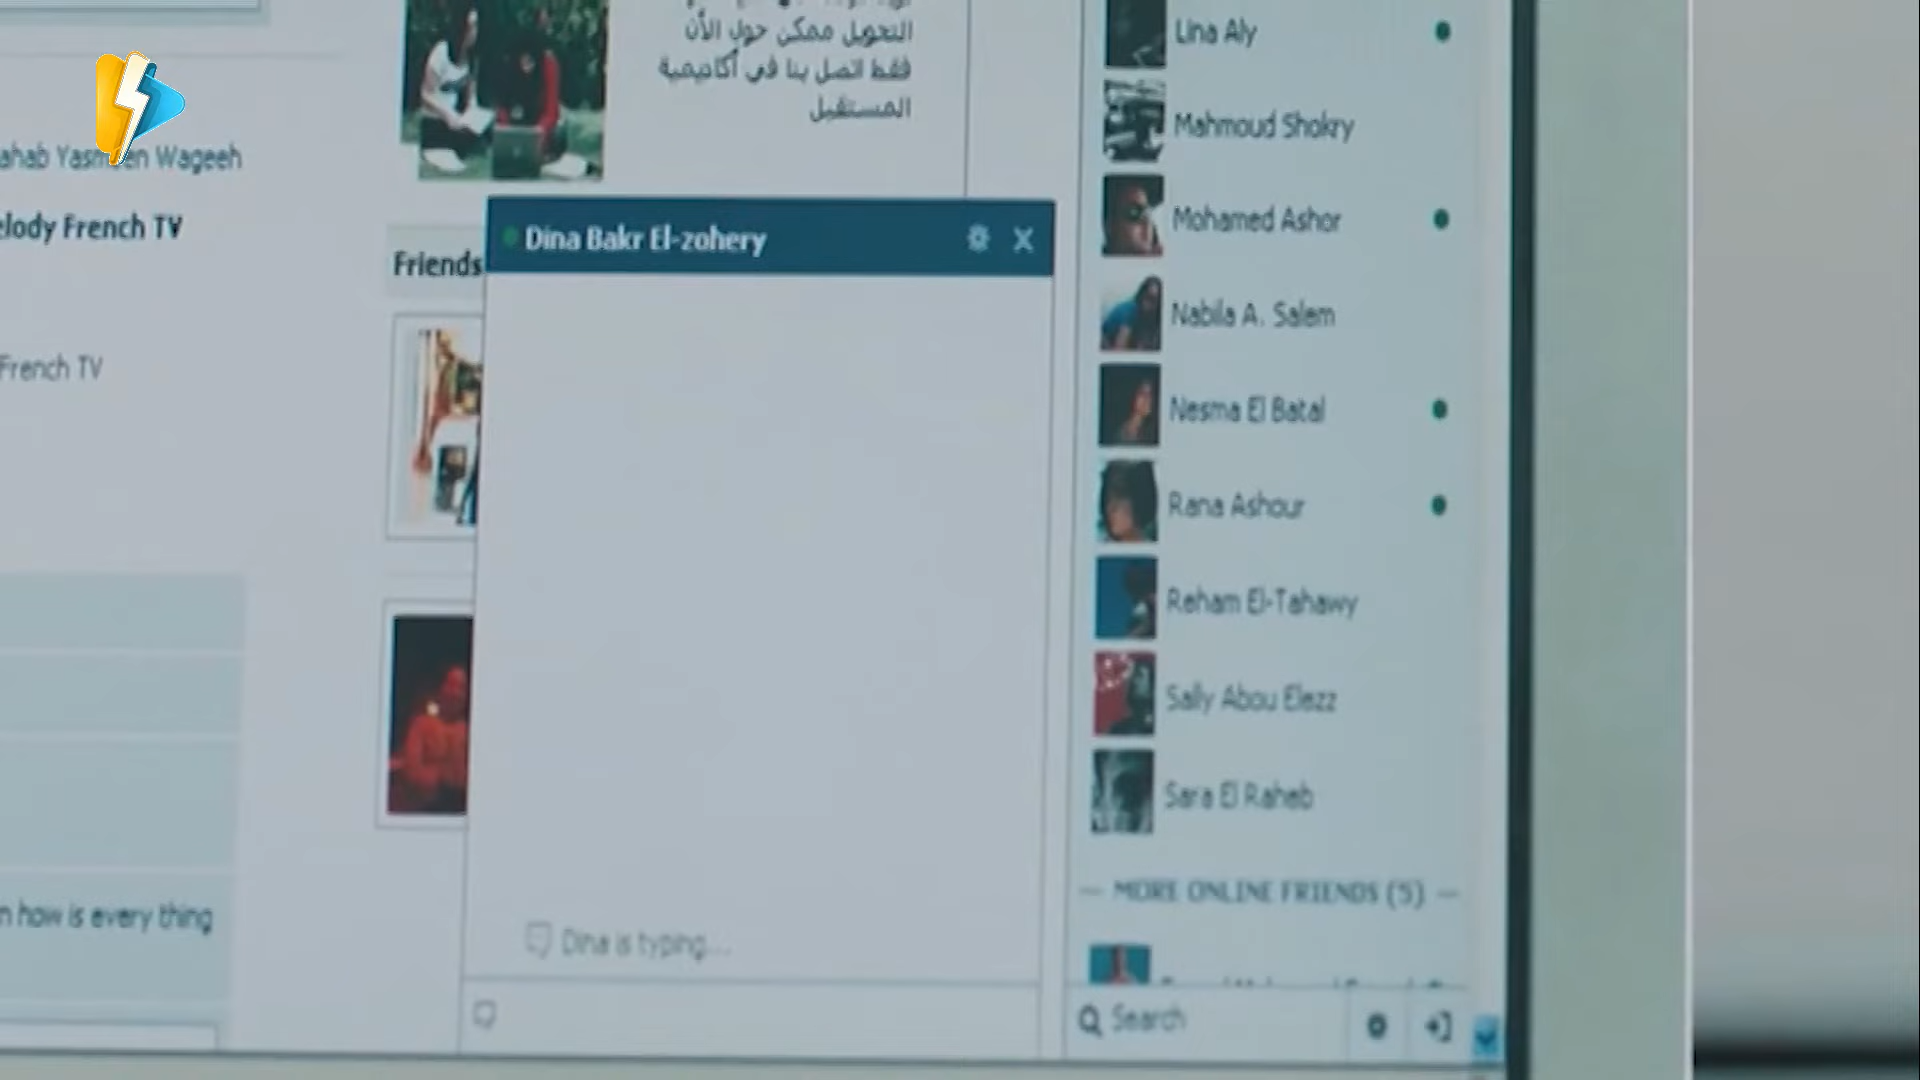 التحويل ممكن حول الأن
فقط اتصل بنا في أكاديمية
المستقبل
ahab Yasmeen Wageeh
elody French TV
French TV
n how is every thing
Friends
Dina Bakr El-zohery
Dina is typing...
Lina Aly
Mahmoud Shokry
Mohamed Ashor
Nabila A. Salem
Nesma El Batal
Rana Ashour
Reham El-Tahawy
Sally Abou Elezz
Sara El Raheb
MORE ONLINE FRIENDS (5)
Search